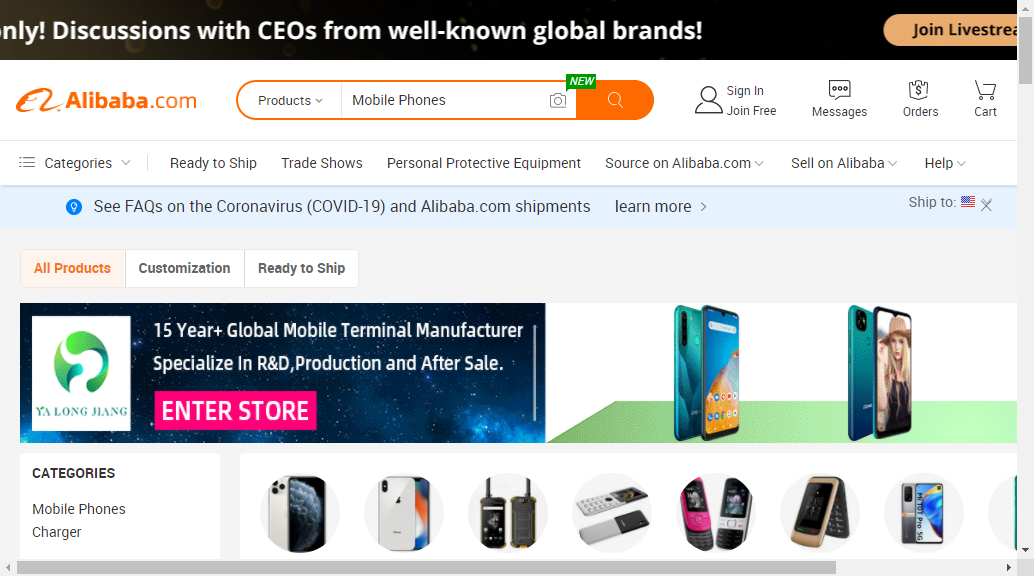 only! Discussions with CEOs from well-known global brands!
Join Livestrea
Alibaba.com
Products
Mobile Phones
NEW
Sign In
Join Free
Messages
Orders
Cart
Categories
Ready to Ship
Trade Shows
Personal Protective Equipment
Source on Alibaba.com
Sell on Alibaba
Help
See FAQs on the Coronavirus (COVID-19) and Alibaba.com shipments
learn more
Ship to:
All Products
Customization
Ready to Ship
15 Year+ Global Mobile Terminal Manufacturer
Specialize In R&D,Production and After Sale.
ENTER STORE
YA LONG JIANG
CATEGORIES
Mobile Phones
Charger